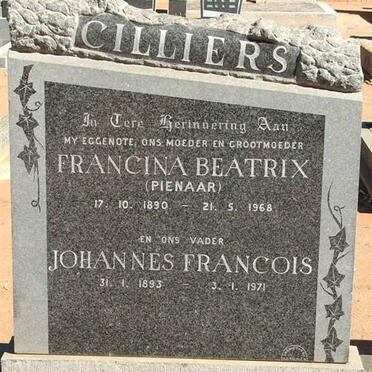 CILLIERS
In Tere Herinnering Aan
MY EGGENOTE, ONS MOEDER EN GROOTMOEDER
FRANCINA BEATRIX
(PIENAAR)
17. 10. 1890 – 21. 5. 1968
EN ONS VADER
JOHANNES FRANCOIS
31. 1. 1893 – 3. 1. 1971